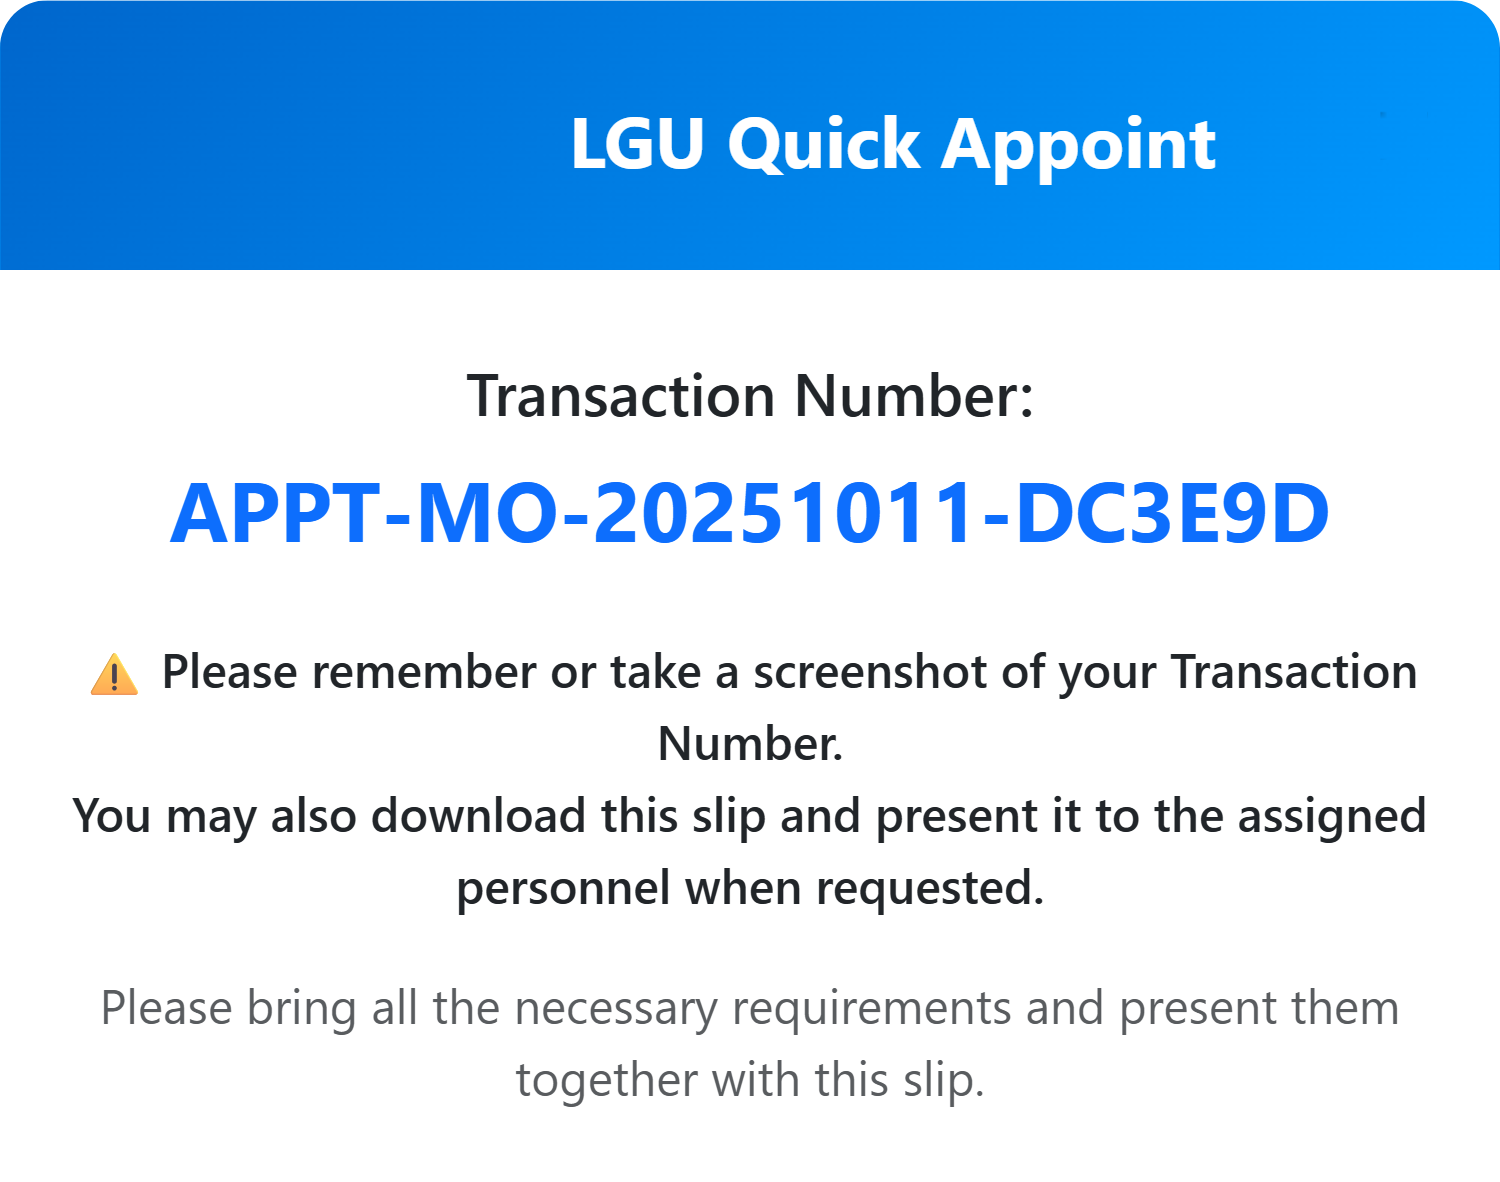 LGU Quick Appoint
Transaction Number:
APPT-MO-20251011-DC3E9D
⚠️ Please remember or take a screenshot of your Transaction
Number.
You may also download this slip and present it to the assigned
personnel when requested.
Please bring all the necessary requirements and present them
together with this slip.